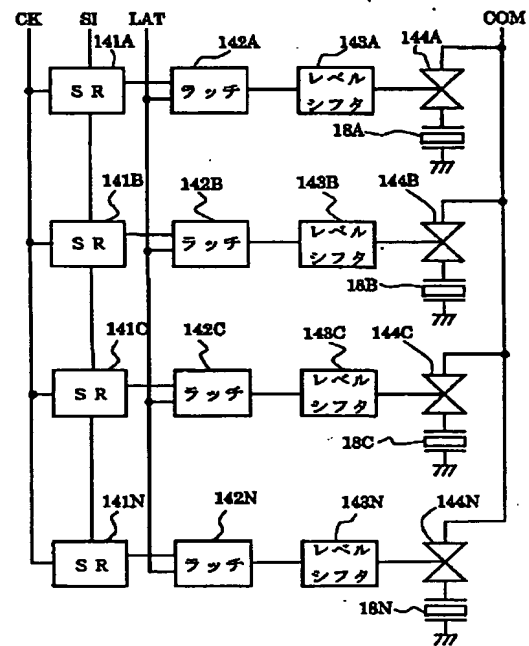 CK SI LAT COM
141A 142A 143A 144A
SR ラッチ レベル
シフタ
18A
141B 142B 143B 144B
SR ラッチ レベル
シフタ
18B
141C 142C 143C 144C
SR ラッチ レベル
シフタ
18C
141N 142N 143N 144N
SR ラッチ レベル
シフタ
18N